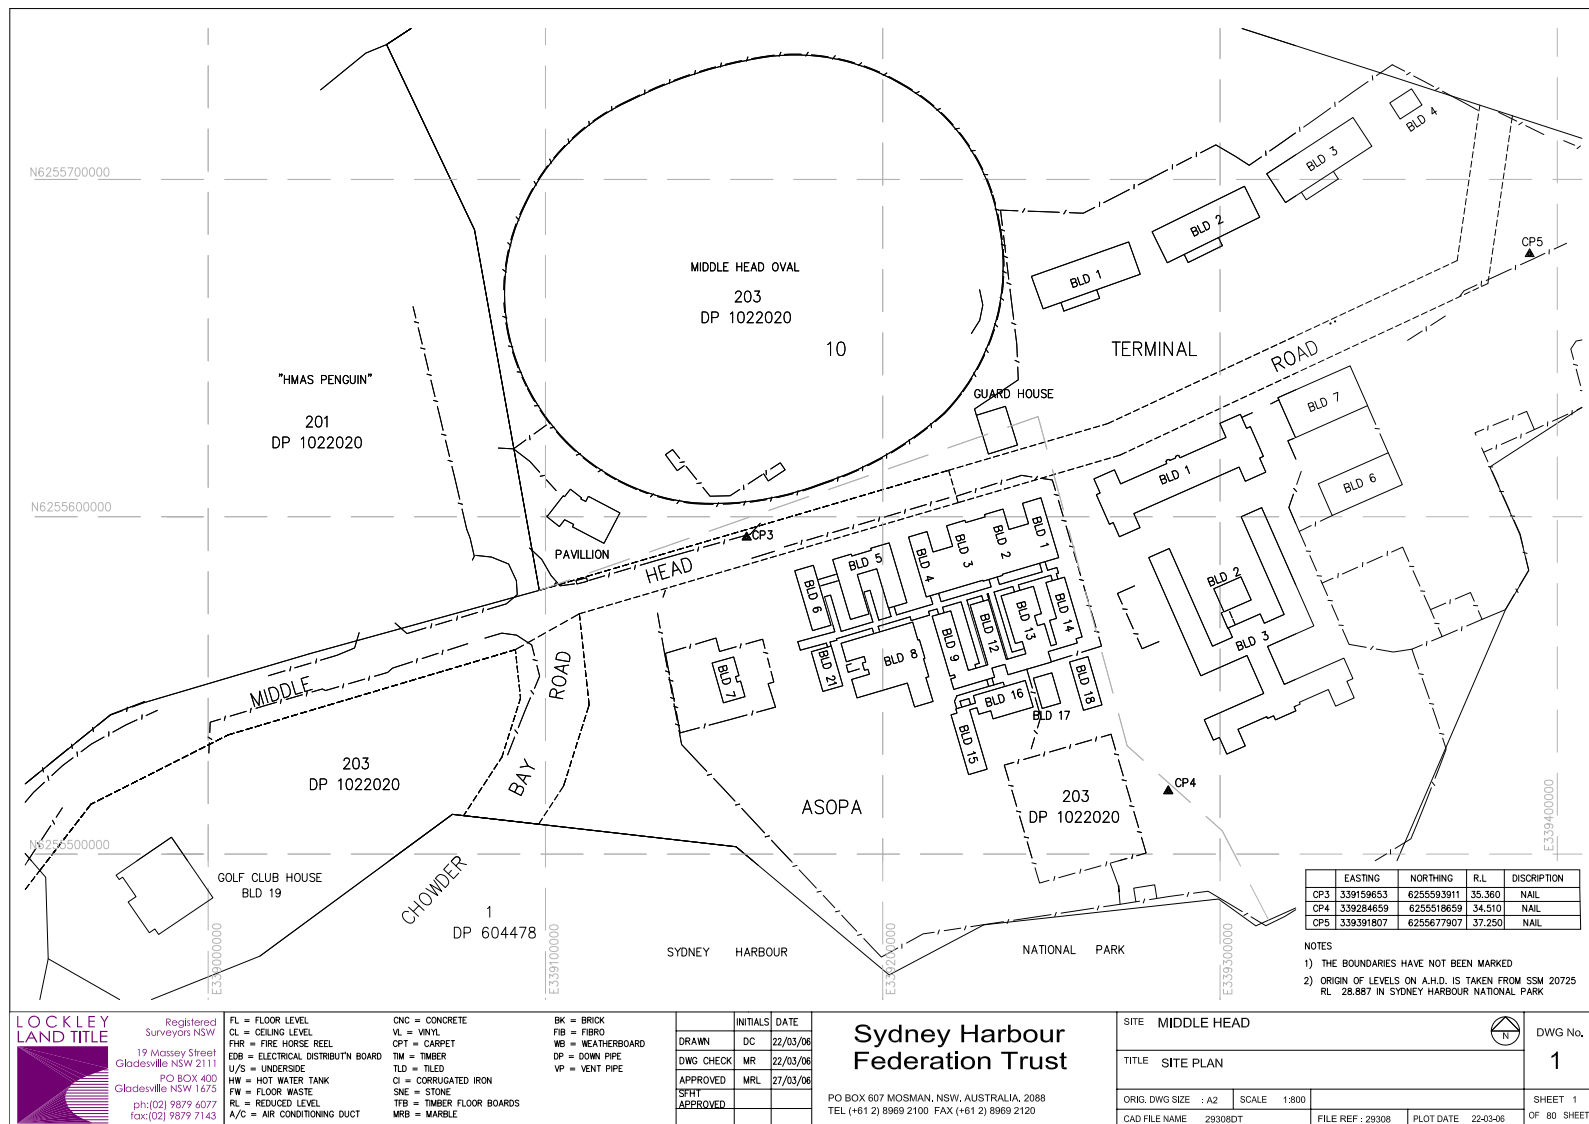 N6255700000
MIDDLE HEAD OVAL
203
DP 1022020
10
"HMAS PENGUIN"
201
DP 1022020
BLD 4
BLD 3
BLD 2
BLD 1
CP5
TERMINAL
ROAD
GUARD HOUSE
BLD 7
BLD 6
BLD 1
BLD 2
BLD 3
N6255600000
PAVILLION
CP3
HEAD
BLD 5
BLD 6
BLD 4
BLD 3
BLD 2
BLD 1
BLD 14
BLD 13
BLD 12
BLD 9
BLD 8
BLD 21
BLD 7
BLD 16
BLD 17
BLD 18
BLD 15
MIDDLE
ROAD
BAY
CHOWDER
203
DP 1022020
ASOPA
203
DP 1022020
CP4
N6255500000
GOLF CLUB HOUSE
BLD 19
1
DP 604478
SYDNEY HARBOUR
NATIONAL PARK
E339000000
E339100000
E339200000
E339300000
E339400000
EASTING NORTHING R.L DISCRIPTION
CP3 339159653 6255593911 35.360 NAIL
CP4 339284659 6255518659 34.510 NAIL
CP5 339391807 6255677907 37.250 NAIL
NOTES
1) THE BOUNDARIES HAVE NOT BEEN MARKED
2) ORIGIN OF LEVELS ON A.H.D. IS TAKEN FROM SSM 20725
RL 28.887 IN SYDNEY HARBOUR NATIONAL PARK
LOCKLEY
LAND TITLE
Registered
Surveyors NSW
19 Massey Street
Gladesville NSW 2111
PO BOX 400
Gladesville NSW 1675
ph:(02) 9879 6077
fax:(02) 9879 7143
FL = FLOOR LEVEL
CL = CEILING LEVEL
FHR = FIRE HORSE REEL
EDB = ELECTRICAL DISTRIBUT'N BOARD
U/S = UNDERSIDE
HW = HOT WATER TANK
FW = FLOOR WASTE
RL = REDUCED LEVEL
A/C = AIR CONDITIONING DUCT
CNC = CONCRETE
VL = VINYL
CPT = CARPET
TIM = TIMBER
TLD = TILED
CI = CORRUGATED IRON
SNE = STONE
TFB = TIMBER FLOOR BOARDS
MRB = MARBLE
BK = BRICK
FIB = FIBRO
WB = WEATHERBOARD
DP = DOWN PIPE
VP = VENT PIPE
INITIALS DATE
DRAWN DC 22/03/06
DWG CHECK MR 22/03/06
APPROVED MRL 27/03/06
SFHT
APPROVED
Sydney Harbour
Federation Trust
PO BOX 607 MOSMAN, NSW, AUSTRALIA, 2088
TEL (+61 2) 8969 2100 FAX (+61 2) 8969 2120
SITE MIDDLE HEAD
N
TITLE SITE PLAN
ORIG. DWG SIZE : A2 SCALE 1:800
CAD FILE NAME 29308DT FILE REF : 29308 PLOT DATE 22-03-06
DWG No.
1
SHEET 1
OF 80 SHEET